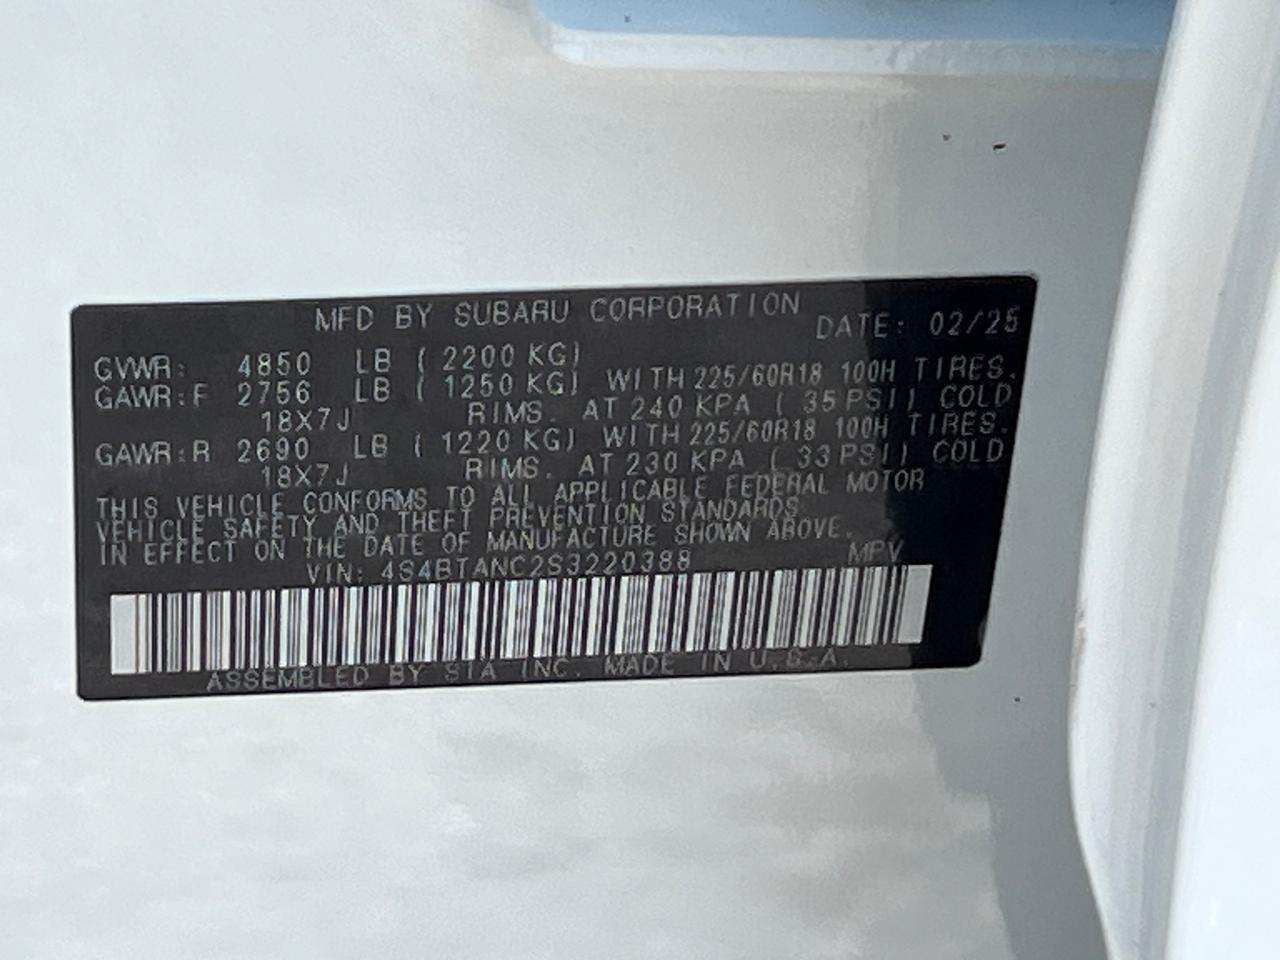 MFD BY SUBARU CORPORATION DATE: 02/25
GVWR: 4850 LB ( 2200 KG)
GAWR:F 2756 LB ( 1250 KG) WITH 225/60R18 100H TIRES.
18X7J RIMS. AT 240 KPA ( 35 PSI) COLD
GAWR:R 2690 LB ( 1220 KG) WITH 225/60R18 100H TIRES.
18X7J RIMS. AT 230 KPA ( 33 PSI) COLD
THIS VEHICLE CONFORMS TO ALL APPLICABLE FEDERAL MOTOR
VEHICLE SAFETY AND THEFT PREVENTION STANDARDS
IN EFFECT ON THE DATE OF MANUFACTURE SHOWN ABOVE.
VIN: 4S4BTANC2S3220388 MPV
ASSEMBLED BY SIA INC. MADE IN U.S.A.